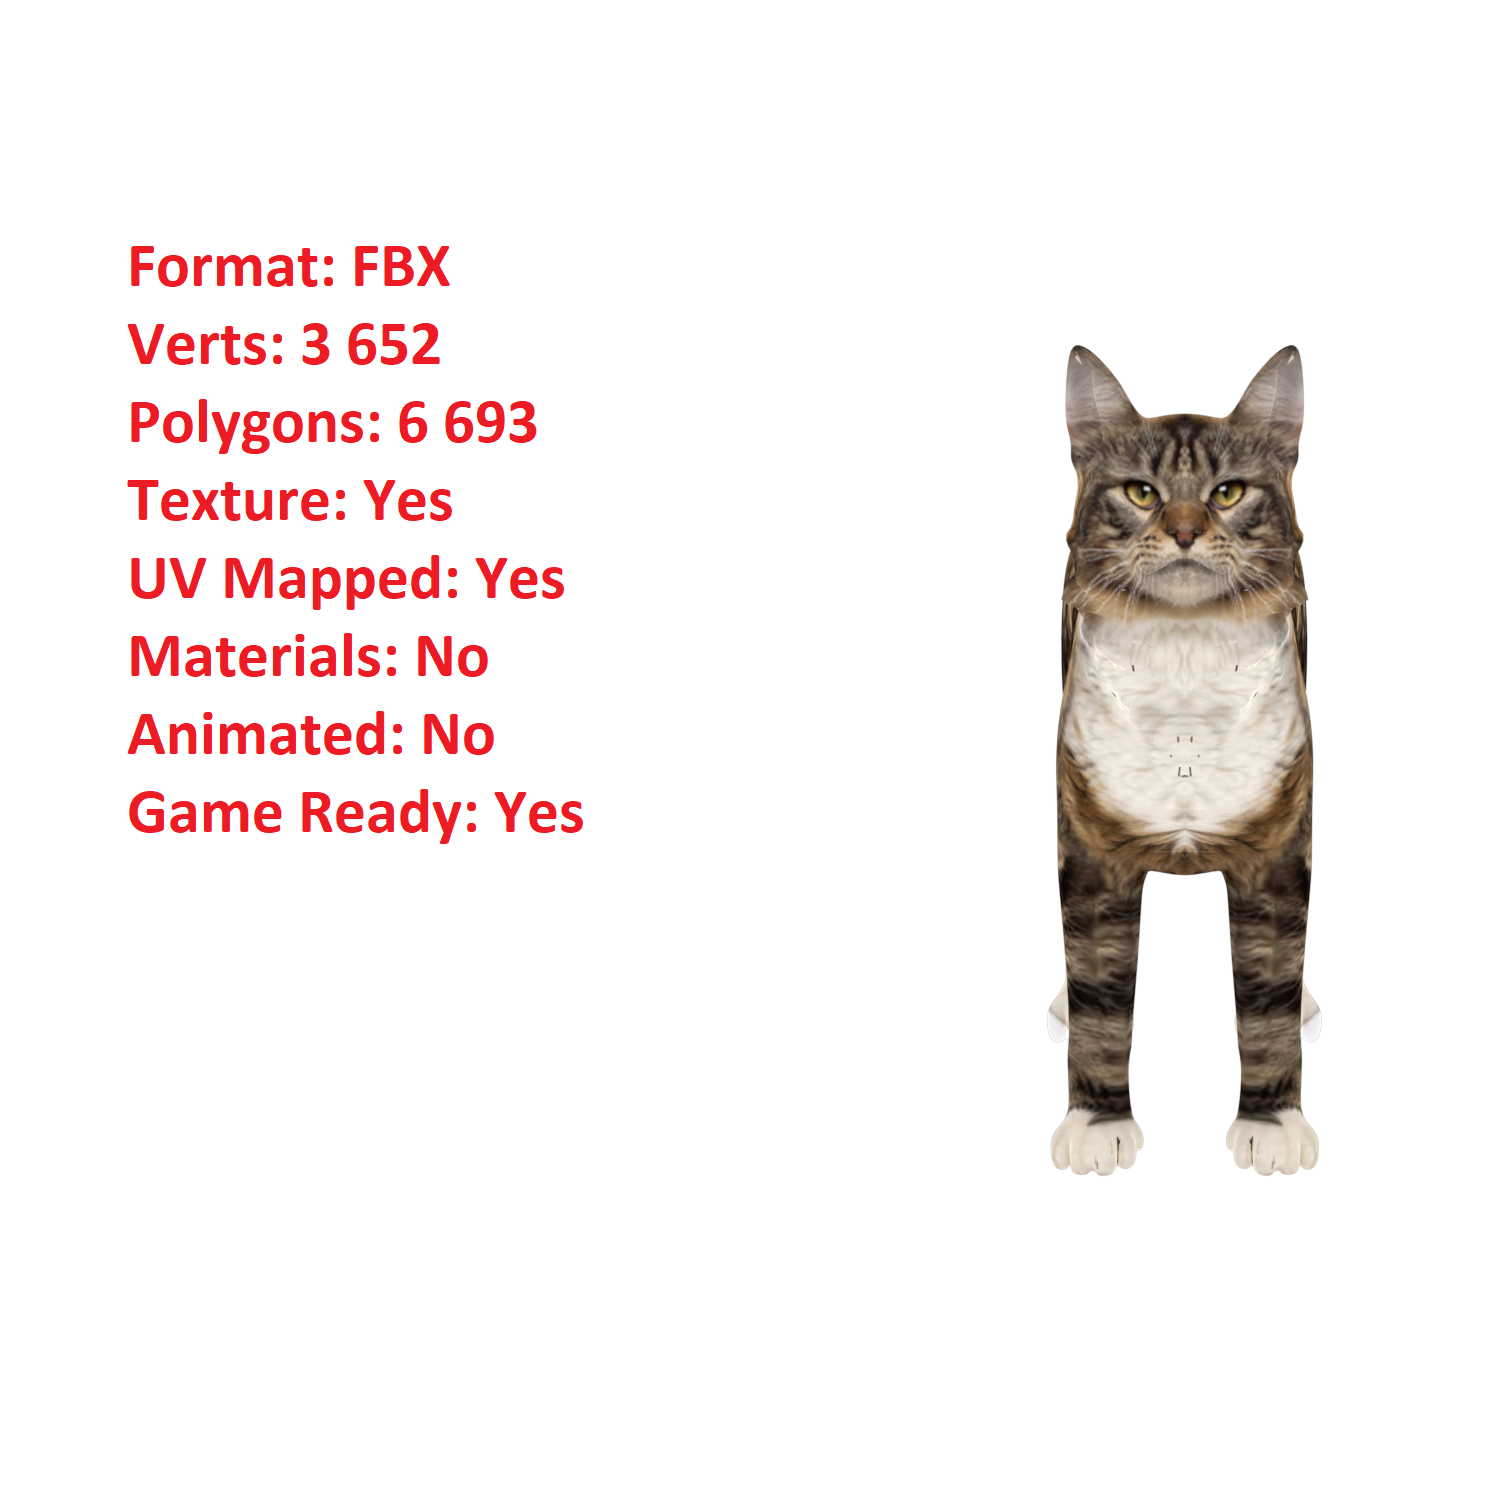 Format: FBX
Verts: 3 652
Polygons: 6 693
Texture: Yes
UV Mapped: Yes
Materials: No
Animated: No
Game Ready: Yes